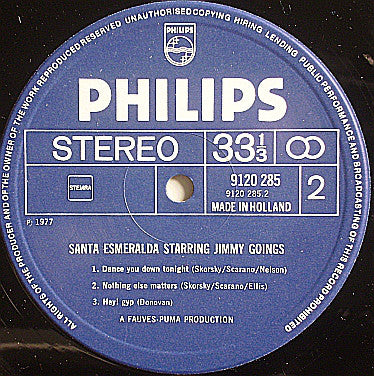 ALL RIGHTS OF THE PRODUCER AND OF THE OWNER OF THE WORK REPRODUCED RESERVED UNAUTHORISED COPYING HIRING LENDING PUBLIC PERFORMANCE AND BROADCASTING OF THIS RECORD PROHIBITED
PHILIPS
PHILIPS
STEREO 33 1/3
STEMRA
9120 285
9120 285.2
MADE IN HOLLAND
2
℗ 1977
SANTA ESMERALDA STARRING JIMMY GOINGS
1. Dance you down tonight (Skorsky/Scarano/Nelson)
2. Nothing else matters (Skorsky/Scarano/Ellis)
3. Hey! gyp (Donovan)
A FAUVES-PUMA PRODUCTION